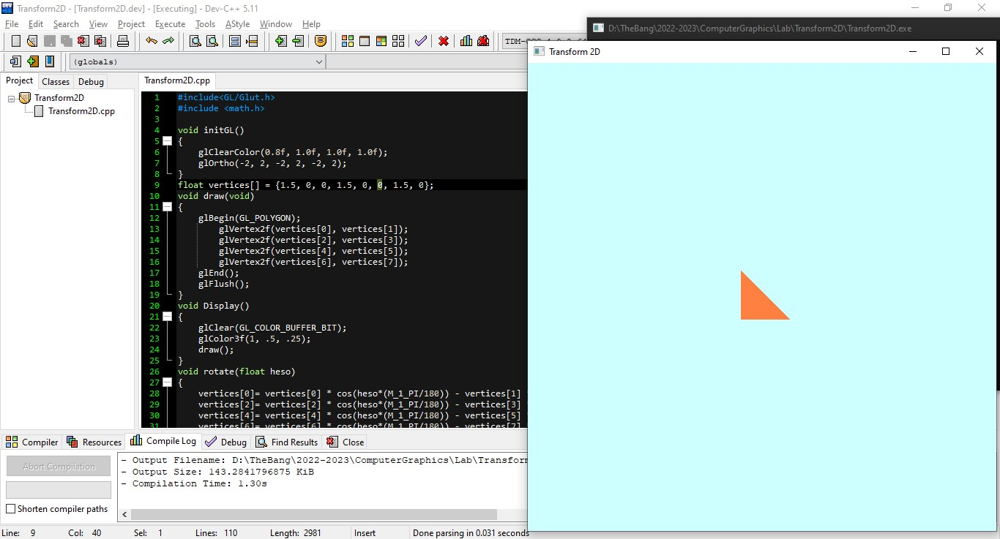 Transform2D - [Transform2D.dev] - [Executing] - Dev-C++ 5.11
File Edit Search View Project Execute Tools AStyle Window Help
D:\TheBang\2022-2023\ComputerGraphics\Lab\Transform2D\Transform2D.exe
Transform 2D
(globals)
Project Classes Debug
Transform2D.cpp
Transform2D
Transform2D.cpp
1 #include<GL/Glut.h>
2 #include <math.h>
3
4 void initGL()
5 {
6 glClearColor(0.8f, 1.0f, 1.0f, 1.0f);
7 glOrtho(-2, 2, -2, 2, -2, 2);
8 }
9 float vertices[] = {1.5, 0, 0, 1.5, 0, 0, 1.5, 0};
10 void draw(void)
11 {
12 glBegin(GL_POLYGON);
13 glVertex2f(vertices[0], vertices[1]);
14 glVertex2f(vertices[2], vertices[3]);
15 glVertex2f(vertices[4], vertices[5]);
16 glVertex2f(vertices[6], vertices[7]);
17 glEnd();
18 glFlush();
19 }
20 void Display()
21 {
22 glClear(GL_COLOR_BUFFER_BIT);
23 glColor3f(1, .5, .25);
24 draw();
25 }
26 void rotate(float heso)
27 {
28 vertices[0]= vertices[0] * cos(heso*(M_1_PI/180)) - vertices[1]
29 vertices[2]= vertices[2] * cos(heso*(M_1_PI/180)) - vertices[3]
30 vertices[4]= vertices[4] * cos(heso*(M_1_PI/180)) - vertices[5]
31 vertices[6]= vertices[6] * cos(heso*(M_1_PI/180)) - vertices[7]
Compiler Resources Compile Log Debug Find Results Close
Abort Compilation
Shorten compiler paths
- Output Filename: D:\TheBang\2022-2023\ComputerGraphics\Lab\Transform
- Output Size: 143.2841796875 KiB
- Compilation Time: 1.30s
Line: 9 Col: 40 Sel: 1 Lines: 110 Length: 2981 Insert Done parsing in 0.031 seconds